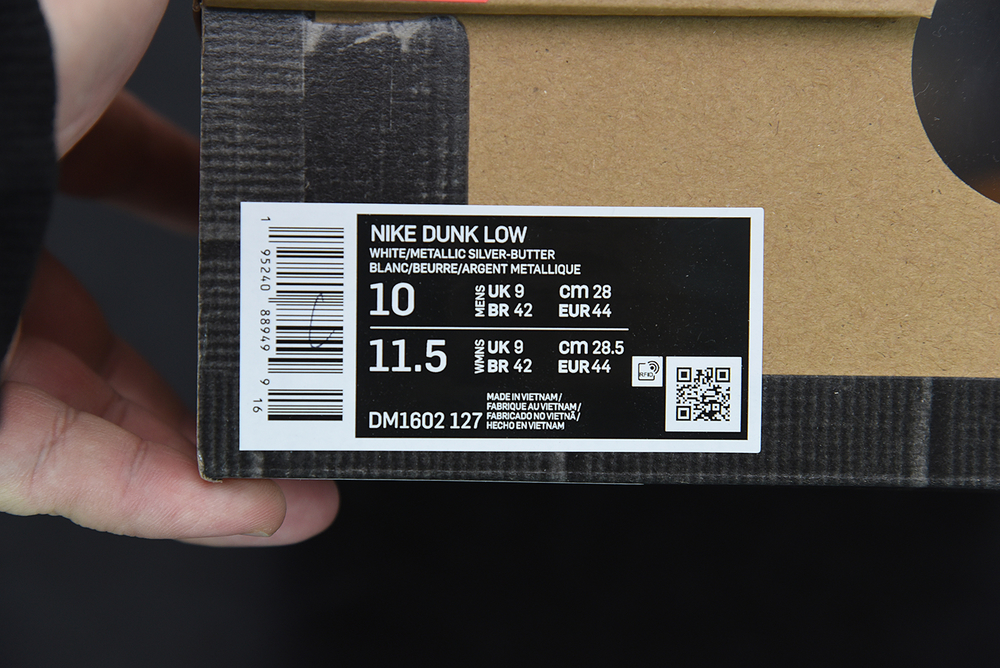 NIKE DUNK LOW
WHITE/METALLIC SILVER-BUTTER
BLANC/BEURRE/ARGENT METALLIQUE
10 MENS UK 9 CM 28
BR 42 EUR 44
11.5 WMNS UK 9 CM 28.5
BR 42 EUR 44
RFID
MADE IN VIETNAM/
FABRIQUE AU VIETNAM/
FABRICADO NO VIETNÃ/
HECHO EN VIETNAM
DM1602 127
1 95240 88949 9 16